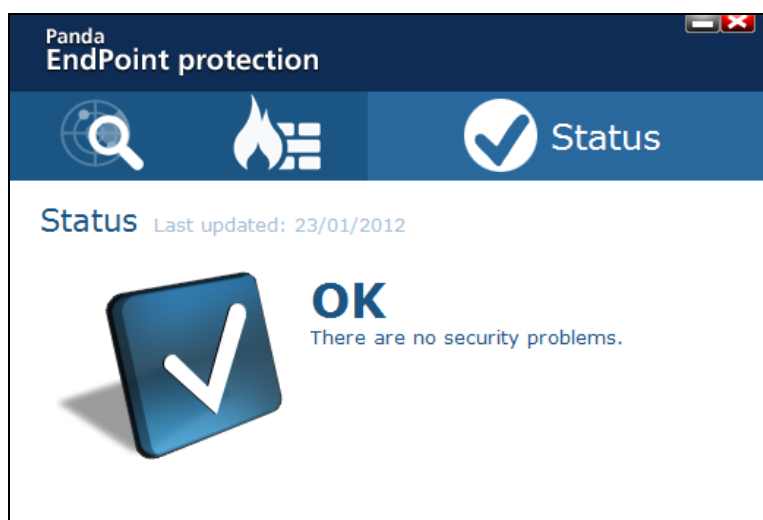 Panda
EndPoint protection
Status
Status Last updated: 23/01/2012
OK
There are no security problems.